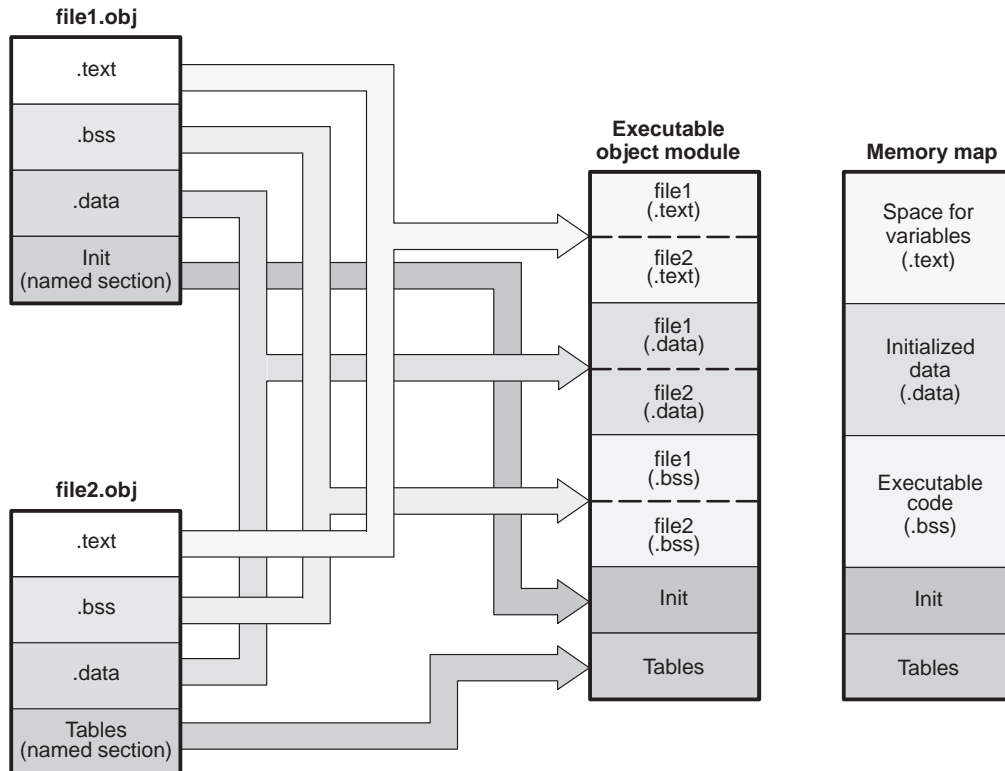 file1.obj
.text
.bss
.data
Init
(named section)
file2.obj
.text
.bss
.data
Tables
(named section)
Executable
object module
file1
(.text)
file2
(.text)
file1
(.data)
file2
(.data)
file1
(.bss)
file2
(.bss)
Init
Tables
Memory map
Space for
variables
(.text)
Initialized
data
(.data)
Executable
code
(.bss)
Init
Tables